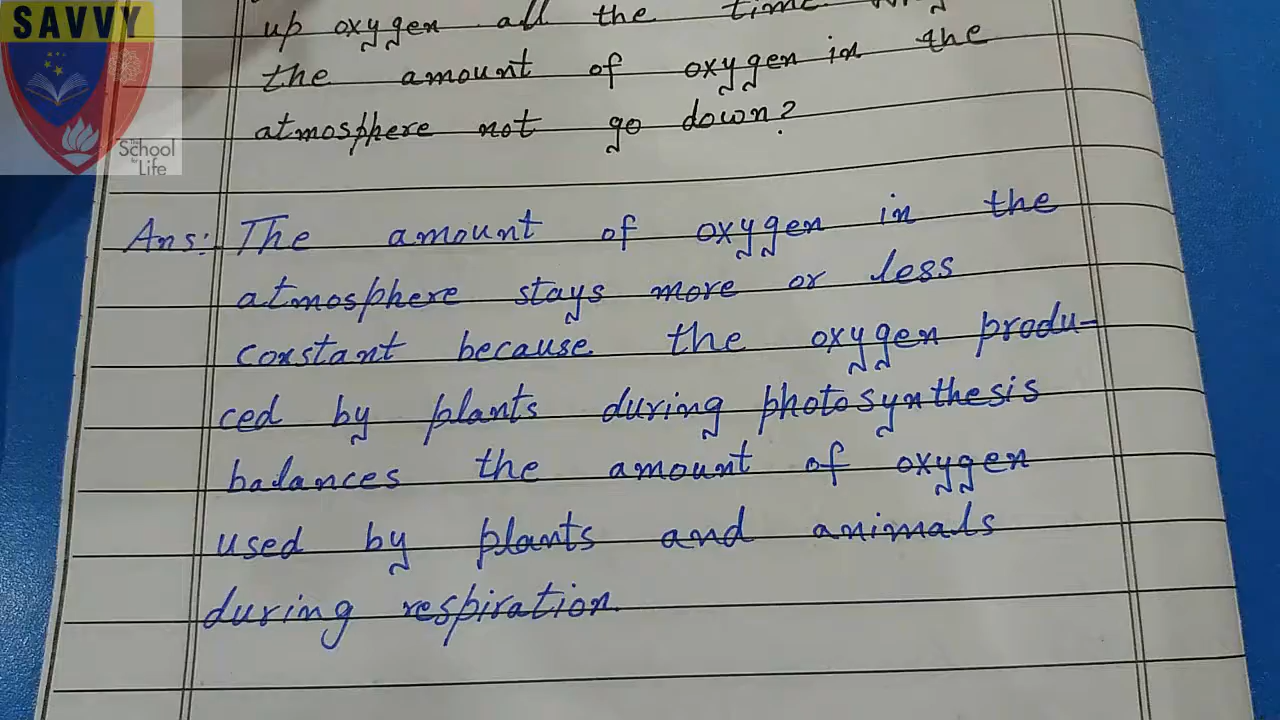 SAVVY
The School for Life
up oxygen all the time
the amount of oxygen in the
atmosphere not go down?
Ans: The amount of oxygen in the
atmosphere stays more or less
constant because the oxygen produ-
ced by plants during photosynthesis
balances the amount of oxygen
used by plants and animals
during respiration.